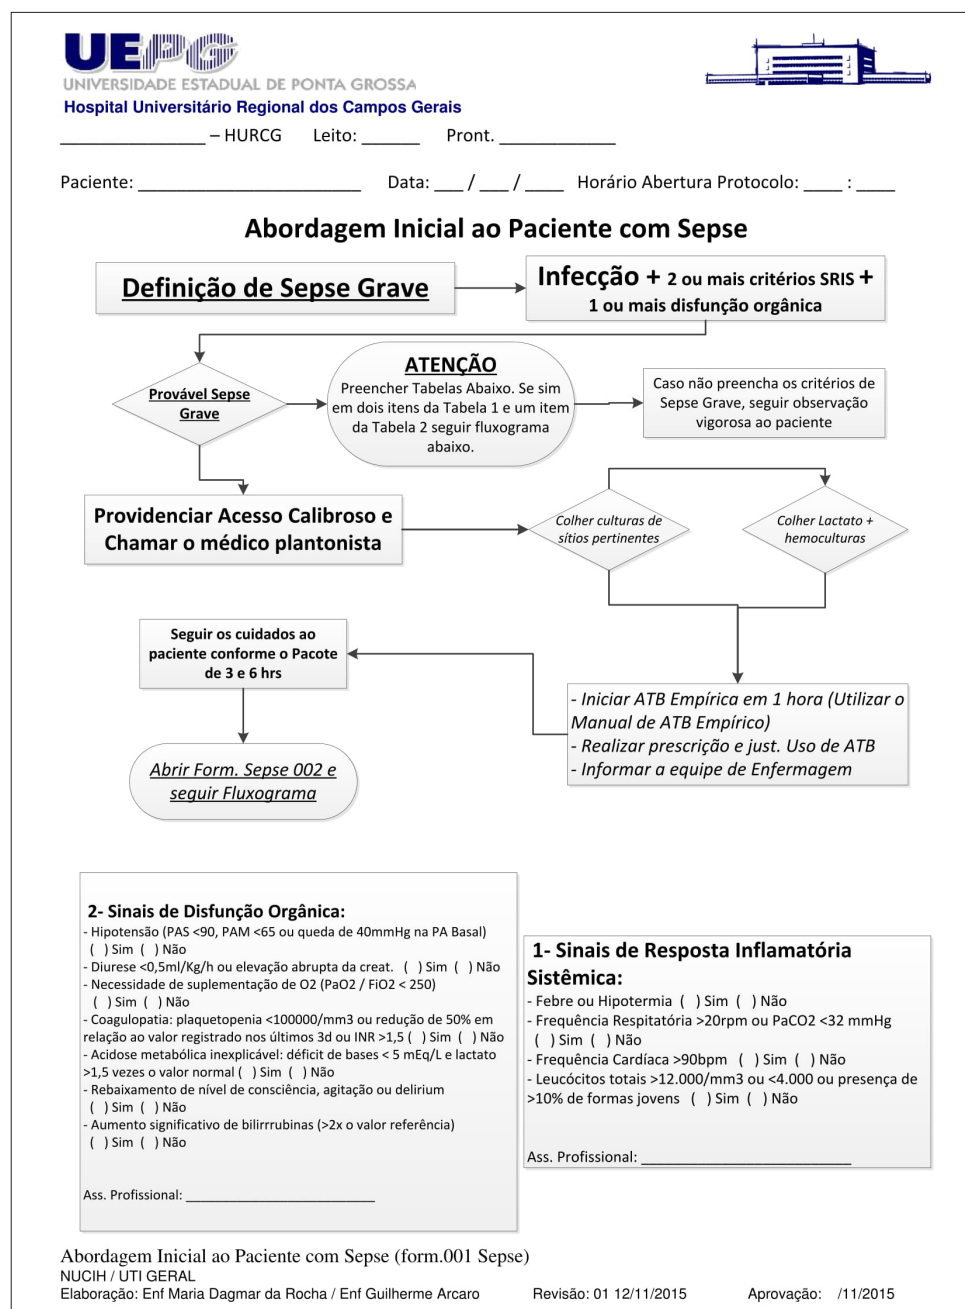 UEPG
UNIVERSIDADE ESTADUAL DE PONTA GROSSA
Hospital Universitário Regional dos Campos Gerais
_______________ – HURCG Leito: ______ Pront. ____________
Paciente: _______________________ Data: ___ / ___ / ____ Horário Abertura Protocolo: ____ : ____
Abordagem Inicial ao Paciente com Sepse
Definição de Sepse Grave
Infecção + 2 ou mais critérios SRIS +
1 ou mais disfunção orgânica
Provável Sepse
Grave
ATENÇÃO
Preencher Tabelas Abaixo. Se sim
em dois itens da Tabela 1 e um item
da Tabela 2 seguir fluxograma
abaixo.
Caso não preencha os critérios de
Sepse Grave, seguir observação
vigorosa ao paciente
Providenciar Acesso Calibroso e
Chamar o médico plantonista
Colher culturas de
sítios pertinentes
Colher Lactato +
hemoculturas
Seguir os cuidados ao
paciente conforme o Pacote
de 3 e 6 hrs
- Iniciar ATB Empírica em 1 hora (Utilizar o
Manual de ATB Empírico)
- Realizar prescrição e just. Uso de ATB
- Informar a equipe de Enfermagem
Abrir Form. Sepse 002 e
seguir Fluxograma
2- Sinais de Disfunção Orgânica:
- Hipotensão (PAS <90, PAM <65 ou queda de 40mmHg na PA Basal)
( ) Sim ( ) Não
- Diurese <0,5ml/Kg/h ou elevação abrupta da creat. ( ) Sim ( ) Não
- Necessidade de suplementação de O2 (PaO2 / FiO2 < 250)
( ) Sim ( ) Não
- Coagulopatia: plaquetopenia <100000/mm3 ou redução de 50% em
relação ao valor registrado nos últimos 3d ou INR >1,5 ( ) Sim ( ) Não
- Acidose metabólica inexplicável: déficit de bases < 5 mEq/L e lactato
>1,5 vezes o valor normal ( ) Sim ( ) Não
- Rebaixamento de nível de consciência, agitação ou delirium
( ) Sim ( ) Não
- Aumento significativo de bilirrrubinas (>2x o valor referência)
( ) Sim ( ) Não
Ass. Profissional: _________________________
1- Sinais de Resposta Inflamatória
Sistêmica:
- Febre ou Hipotermia ( ) Sim ( ) Não
- Frequência Respitatória >20rpm ou PaCO2 <32 mmHg
( ) Sim ( ) Não
- Frequência Cardíaca >90bpm ( ) Sim ( ) Não
- Leucócitos totais >12.000/mm3 ou <4.000 ou presença de
>10% de formas jovens ( ) Sim ( ) Não
Ass. Profissional: ____________________________
Abordagem Inicial ao Paciente com Sepse (form.001 Sepse)
NUCIH / UTI GERAL
Elaboração: Enf Maria Dagmar da Rocha / Enf Guilherme Arcaro Revisão: 01 12/11/2015 Aprovação: /11/2015